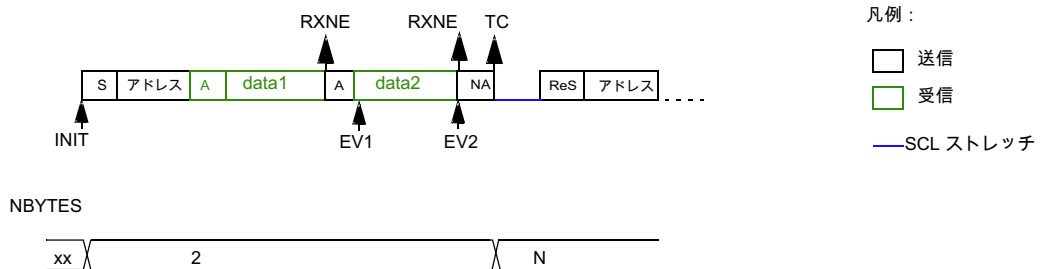 RXNE RXNE TC
S アドレス A data1 A data2 NA ReS アドレス
INIT EV1 EV2
凡例：
送信
受信
SCL ストレッチ
NBYTES
xx 2 N